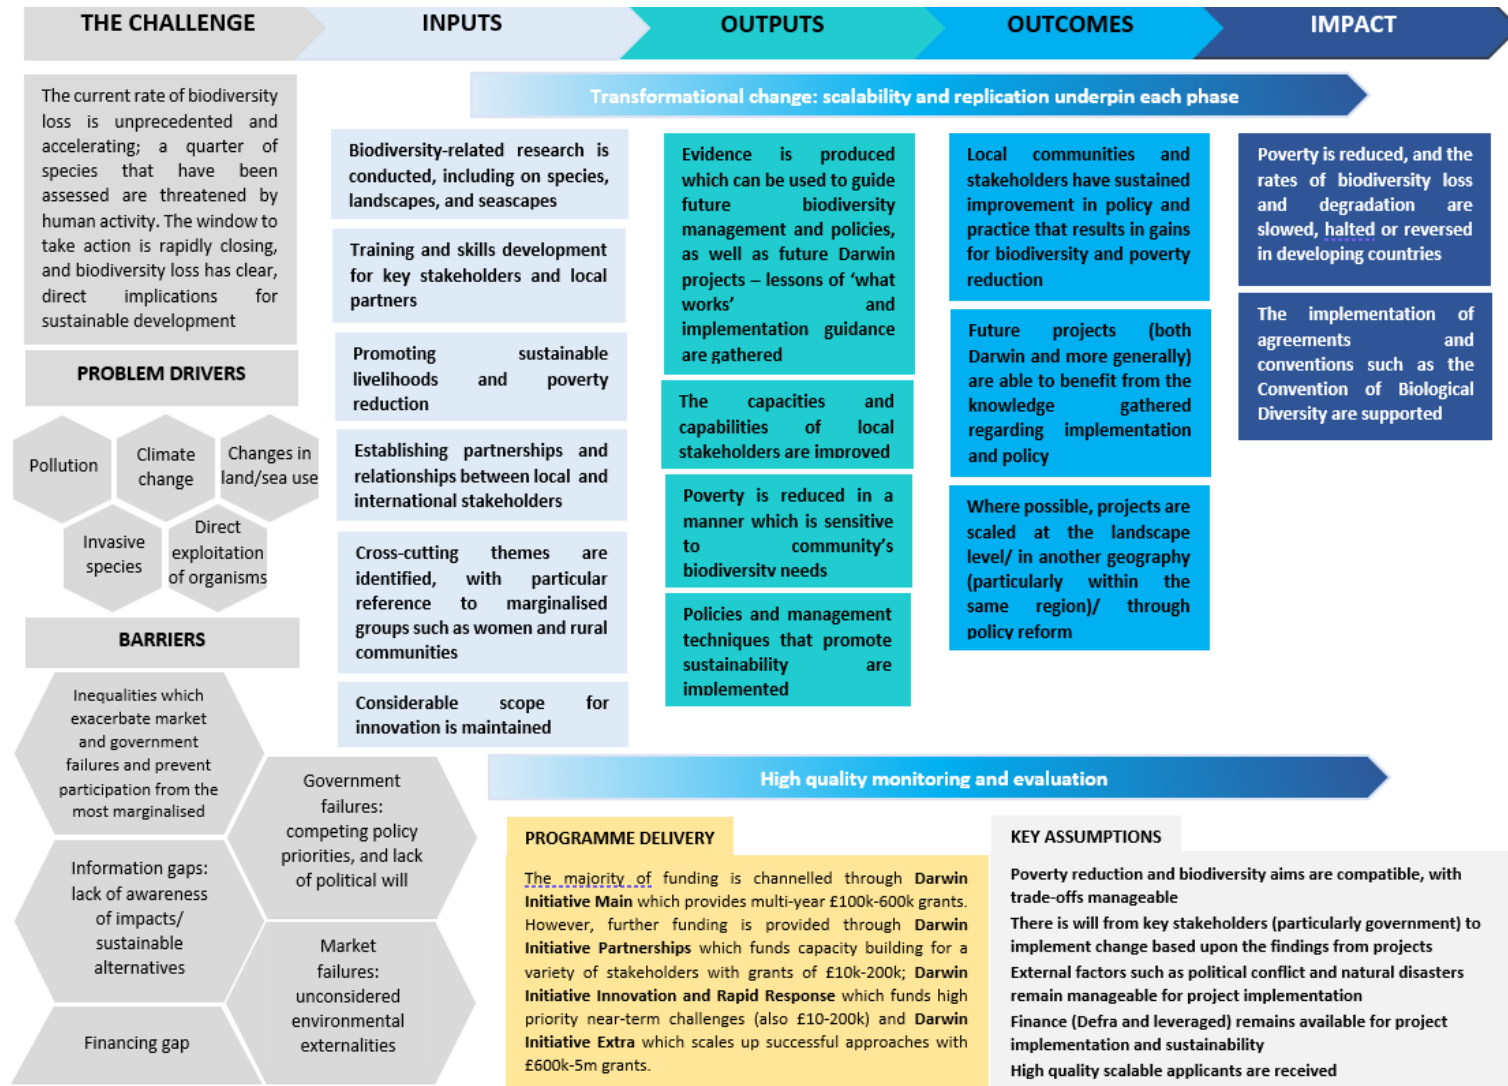 THE CHALLENGE
INPUTS
OUTPUTS
OUTCOMES
IMPACT
Transformational change: scalability and replication underpin each phase
The current rate of biodiversity
loss is unprecedented and
accelerating; a quarter of
species that have been
assessed are threatened by
human activity. The window to
take action is rapidly closing,
and biodiversity loss has clear,
direct implications for
sustainable development
PROBLEM DRIVERS
Pollution
Climate
change
Changes in
land/sea use
Invasive
species
Direct
exploitation
of organisms
BARRIERS
Inequalities which
exacerbate market
and government
failures and prevent
participation from the
most marginalised
Government
failures:
competing policy
priorities, and lack
of political will
Information gaps:
lack of awareness
of impacts/
sustainable
alternatives
Market
failures:
unconsidered
environmental
externalities
Financing gap
Biodiversity-related research is
conducted, including on species,
landscapes, and seascapes
Training and skills development
for key stakeholders and local
partners
Promoting sustainable
livelihoods and poverty
reduction
Establishing partnerships and
relationships between local and
international stakeholders
Cross-cutting themes are
identified, with particular
reference to marginalised
groups such as women and rural
communities
Considerable scope for
innovation is maintained
Evidence is produced
which can be used to guide
future biodiversity
management and policies,
as well as future Darwin
projects – lessons of ‘what
works’ and
implementation guidance
are gathered
The capacities and
capabilities of local
stakeholders are improved
Poverty is reduced in a
manner which is sensitive
to community’s
biodiversity needs
Policies and management
techniques that promote
sustainability are
implemented
Local communities and
stakeholders have sustained
improvement in policy and
practice that results in gains
for biodiversity and poverty
reduction
Future projects (both
Darwin and more generally)
are able to benefit from the
knowledge gathered
regarding implementation
and policy
Where possible, projects are
scaled at the landscape
level/ in another geography
(particularly within the
same region)/ through
policy reform
Poverty is reduced, and the
rates of biodiversity loss
and degradation are
slowed, halted or reversed
in developing countries
The implementation of
agreements and
conventions such as the
Convention of Biological
Diversity are supported
High quality monitoring and evaluation
PROGRAMME DELIVERY
The majority of funding is channelled through Darwin
Initiative Main which provides multi-year £100k-600k grants.
However, further funding is provided through Darwin
Initiative Partnerships which funds capacity building for a
variety of stakeholders with grants of £10k-200k; Darwin
Initiative Innovation and Rapid Response which funds high
priority near-term challenges (also £10-200k) and Darwin
Initiative Extra which scales up successful approaches with
£600k-5m grants.
KEY ASSUMPTIONS
Poverty reduction and biodiversity aims are compatible, with
trade-offs manageable
There is will from key stakeholders (particularly government) to
implement change based upon the findings from projects
External factors such as political conflict and natural disasters
remain manageable for project implementation
Finance (Defra and leveraged) remains available for project
implementation and sustainability
High quality scalable applicants are received